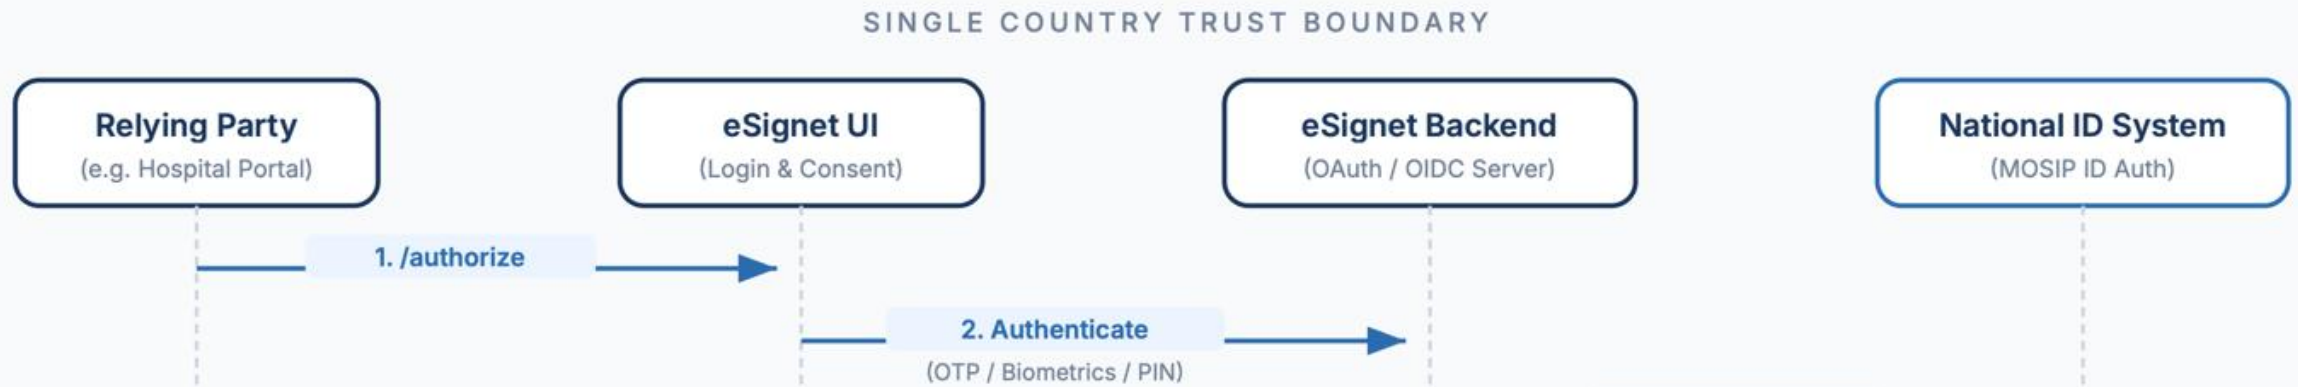 SINGLE COUNTRY TRUST BOUNDARY
Relying Party
(e.g. Hospital Portal)
eSignet UI
(Login & Consent)
eSignet Backend
(OAuth / OIDC Server)
National ID System
(MOSIP ID Auth)
1. /authorize
2. Authenticate
(OTP / Biometrics / PIN)